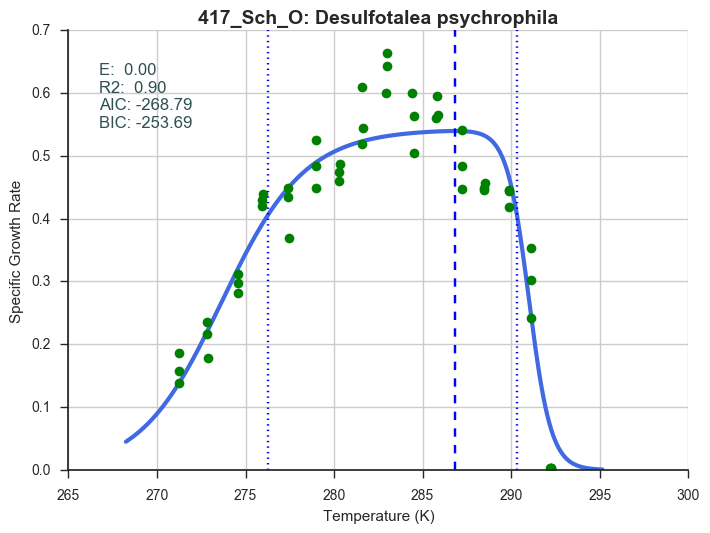 417_Sch_O: Desulfotalea psychrophila
E:  0.00
R2:  0.90
AIC: -268.79
BIC: -253.69
Specific Growth Rate
0.7
0.6
0.5
0.4
0.3
0.2
0.1
0.0
265 270 275 280 285 290 295 300
Temperature (K)